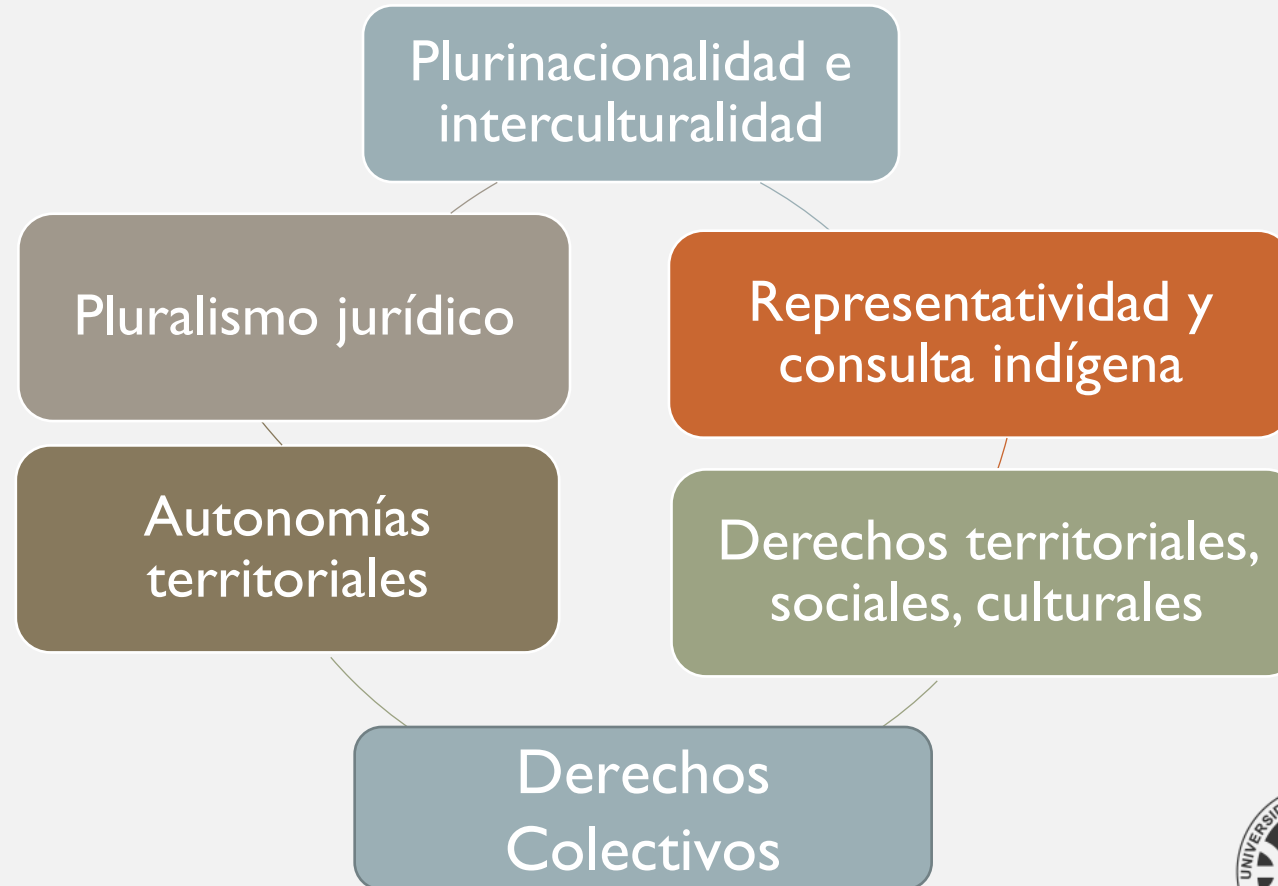 Plurinacionalidad e
interculturalidad
Pluralismo jurídico
Representatividad y
consulta indígena
Autonomías
territoriales
Derechos territoriales,
sociales, culturales
Derechos
Colectivos